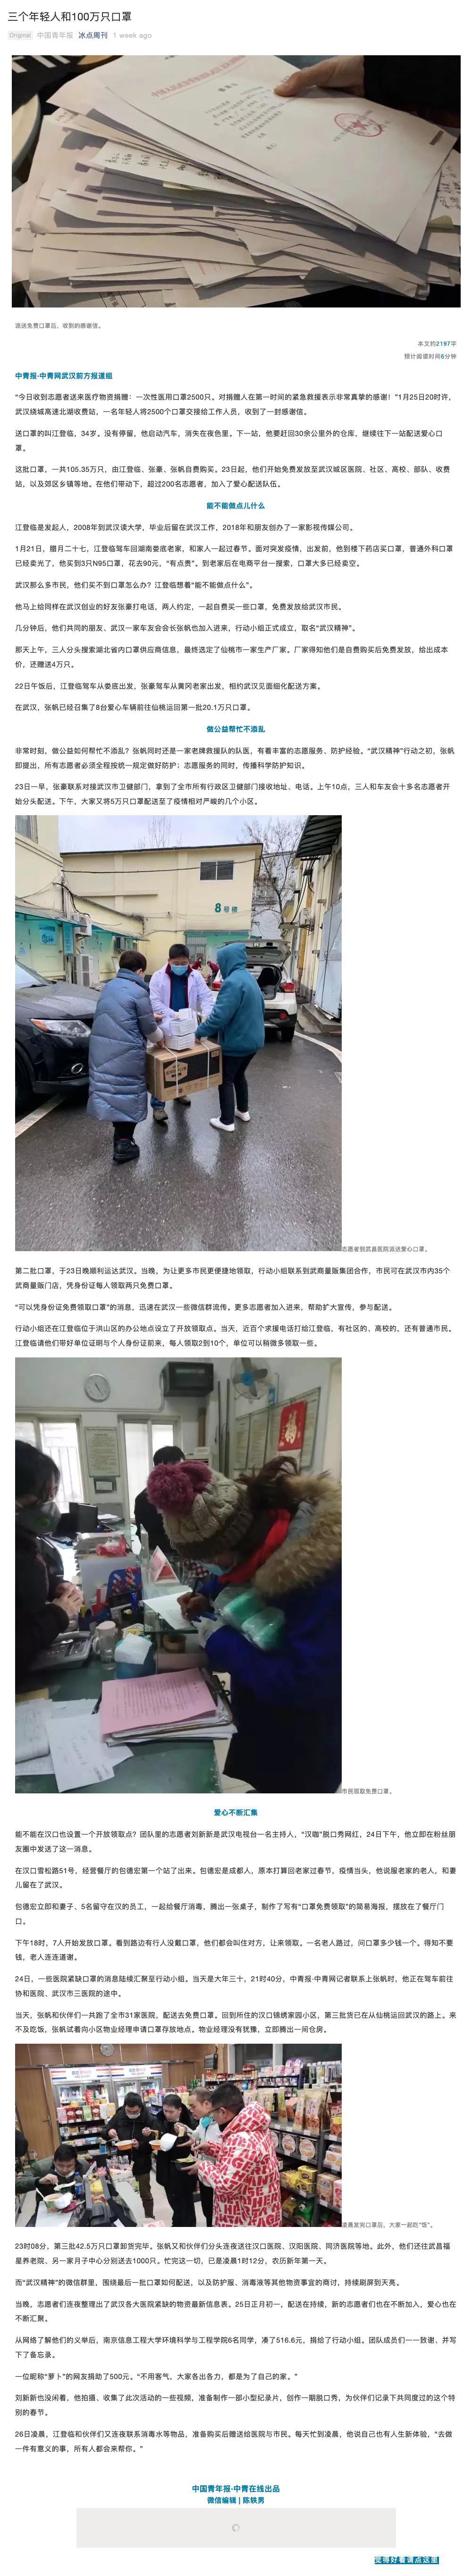 三个年轻人和100万只口罩
Original 中国青年报 冰点周刊 1 week ago
派送免费口罩后，收到的感谢信。
本文约2197字
预计阅读时间6分钟
中青报·中青网武汉前方报道组
“今日收到志愿者送来医疗物资捐赠：一次性医用口罩2500只。对捐赠人在第一时间的紧急救援表示非常真挚的感谢！”1月25日20时许，
武汉绕城高速北湖收费站，一名年轻人将2500个口罩交接给工作人员，收到了一封感谢信。
送口罩的叫江登临，34岁。没有停留，他启动汽车，消失在夜色里。下一站，他要赶回30余公里外的仓库，继续往下一站配送爱心口
罩。
这批口罩，一共105.35万只，由江登临、张豪、张帆自费购买。23日起，他们开始免费发放至武汉城区医院、社区、高校、部队、收费
站，以及郊区乡镇等地。在他们带动下，超过200名志愿者，加入了爱心配送队伍。
能不能做点儿什么
江登临是发起人，2008年到武汉读大学，毕业后留在武汉工作，2018年和朋友创办了一家影视传媒公司。
1月21日，腊月二十七，江登临驾车回湖南娄底老家，和家人一起过春节。面对突发疫情，出发前，他到楼下药店买口罩，普通外科口罩
已经卖光了，他买到3只N95口罩，花去90元，“有点贵”。到老家后在电商平台一搜索，口罩大多已经卖空。
武汉那么多市民，他们买不到口罩怎么办？江登临想着“能不能做点什么”。
他马上给同样在武汉创业的好友张豪打电话，两人约定，一起自费买一些口罩，免费发放给武汉市民。
几分钟后，他们共同的朋友、武汉一家车友会会长张帆也加入进来，行动小组正式成立，取名“武汉精神”。
那天上午，三人分头搜索湖北省内口罩供应商信息，最终选定了仙桃市一家生产厂家。厂家得知他们是自费购买后免费发放，给出成本
价，还赠送4万只。
22日午饭后，江登临驾车从娄底出发，张豪驾车从黄冈老家出发，相约武汉见面细化配送方案。
在武汉，张帆已经召集了8台爱心车辆前往仙桃运回第一批20.1万只口罩。
做公益帮忙不添乱
非常时刻，做公益如何帮忙不添乱？张帆同时还是一家老牌救援队的队医，有着丰富的志愿服务、防护经验。“武汉精神”行动之初，张帆
即提出，所有志愿者必须全程按统一规定做好防护；志愿服务的同时，传播科学防护知识。
23日一早，张豪联系对接武汉市卫健部门，拿到了全市所有行政区卫健部门接收地址、电话。上午10点，三人和车友会十多名志愿者开
始分头配送。下午，大家又将5万只口罩配送至了疫情相对严峻的几个小区。
8号楼
志愿者到武昌医院派送爱心口罩。
第二批口罩，于23日晚顺利运达武汉。当晚，为让更多市民更便捷地领取，行动小组联系到武商量贩集团合作，市民可在武汉市内35个
武商量贩门店，凭身份证每人领取两只免费口罩。
“可以凭身份证免费领取口罩”的消息，迅速在武汉一些微信群流传。更多志愿者加入进来，帮助扩大宣传，参与配送。
行动小组还在江登临位于洪山区的办公地点设立了开放领取点。当天，近百个求援电话打给江登临，有社区的、高校的，还有普通市民。
江登临请他们带好单位证明与个人身份证前来，每人领取2到10个，单位可以稍微多领取一些。
市民领取免费口罩。
爱心不断汇集
能不能在汉口也设置一个开放领取点？团队里的志愿者刘新新是武汉电视台一名主持人，“汉咖”脱口秀网红，24日下午，他立即在粉丝朋
友圈中发送了这一消息。
在汉口雪松路51号，经营餐厅的包德宏第一个站了出来。包德宏是成都人，原本打算回老家过春节，疫情当头，他说服老家的老人，和妻
儿留在了武汉。
包德宏立即和妻子、5名留守在汉的员工，一起给餐厅消毒，腾出一张桌子，制作了写有“口罩免费领取”的简易海报，摆放在了餐厅门
口。
下午18时，7人开始发放口罩。看到路边有行人没戴口罩，他们都会叫住对方，让来领取。一名老人路过，问口罩多少钱一个。得知不要
钱，老人连连道谢。
24日，一些医院紧缺口罩的消息陆续汇聚至行动小组。当天是大年三十，21时40分，中青报·中青网记者联系上张帆时，他正在驾车前往
协和医院、武汉市三医院的途中。
当天，张帆和伙伴们一共跑了全市31家医院，配送去免费口罩。回到所住的汉口锦绣家园小区，第三批货已在从仙桃运回武汉的路上。来
不及吃饭，张帆试着向小区物业经理申请口罩存放地点。物业经理没有犹豫，立即腾出一间仓房。
凌晨发完口罩后，大家一起吃“饭”。
23时08分，第三批42.5万只口罩卸货完毕。张帆又和伙伴们分头连夜送往汉口医院、汉阳医院、同济医院等地。此外，他们还往武昌福
星养老院、另一家月子中心分别送去1000只。忙完这一切，已是凌晨1时12分，农历新年第一天。
而“武汉精神”的微信群里，围绕最后一批口罩如何配送，以及防护服、消毒液等其他物资事宜的商讨，持续刷屏到天亮。
当晚，志愿者们连夜整理出了武汉各大医院紧缺的物资最新信息表。25日正月初一，配送在持续，新的志愿者们也在不断加入，爱心也在
不断汇聚。
从网络了解他们的义举后，南京信息工程大学环境科学与工程学院6名同学，凑了516.6元，捐给了行动小组。团队成员们一一致谢，并写
下了备忘录。
一位昵称“萝卜”的网友捐助了500元。“不用客气，大家各出各力，都是为了自己的家。”
刘新新也没闲着，他拍摄、收集了此次活动的一些视频，准备制作一部小型纪录片，创作一期脱口秀，为伙伴们记录下共同度过的这个特
别的春节。
26日凌晨，江登临和伙伴们又连夜联系消毒水等物品，准备购买后赠送给医院与市民。每天忙到凌晨，他说自己也有人生新体验，“去做
一件有意义的事，所有人都会来帮你。”
中国青年报·中青在线出品
微信编辑 | 陈轶男
觉得好看请点这里